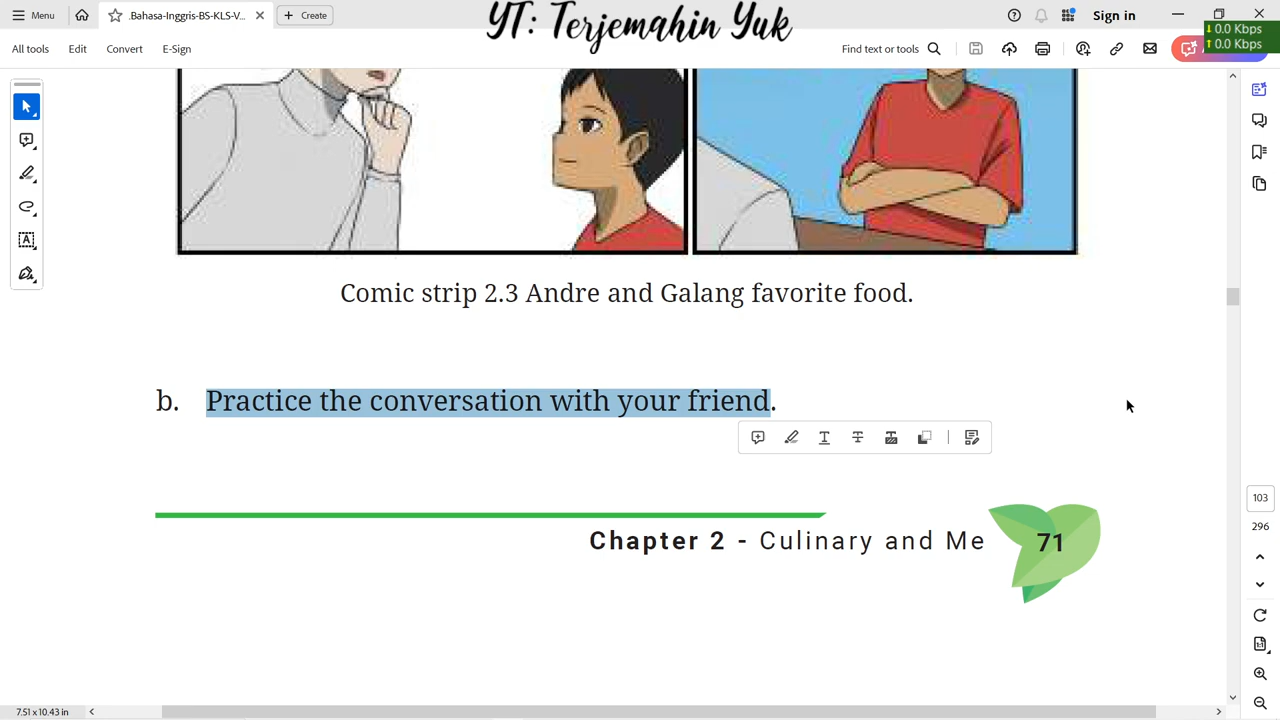 Menu
.Bahasa-Inggris-BS-KLS-V...
Create
YT: Terjemahin Yuk
Sign in
0.0 Kbps
0.0 Kbps
All tools
Edit
Convert
E-Sign
Find text or tools
Comic strip 2.3 Andre and Galang favorite food.
b. Practice the conversation with your friend.
103
296
Chapter 2 - Culinary and Me
71
7.51 x 10.43 in